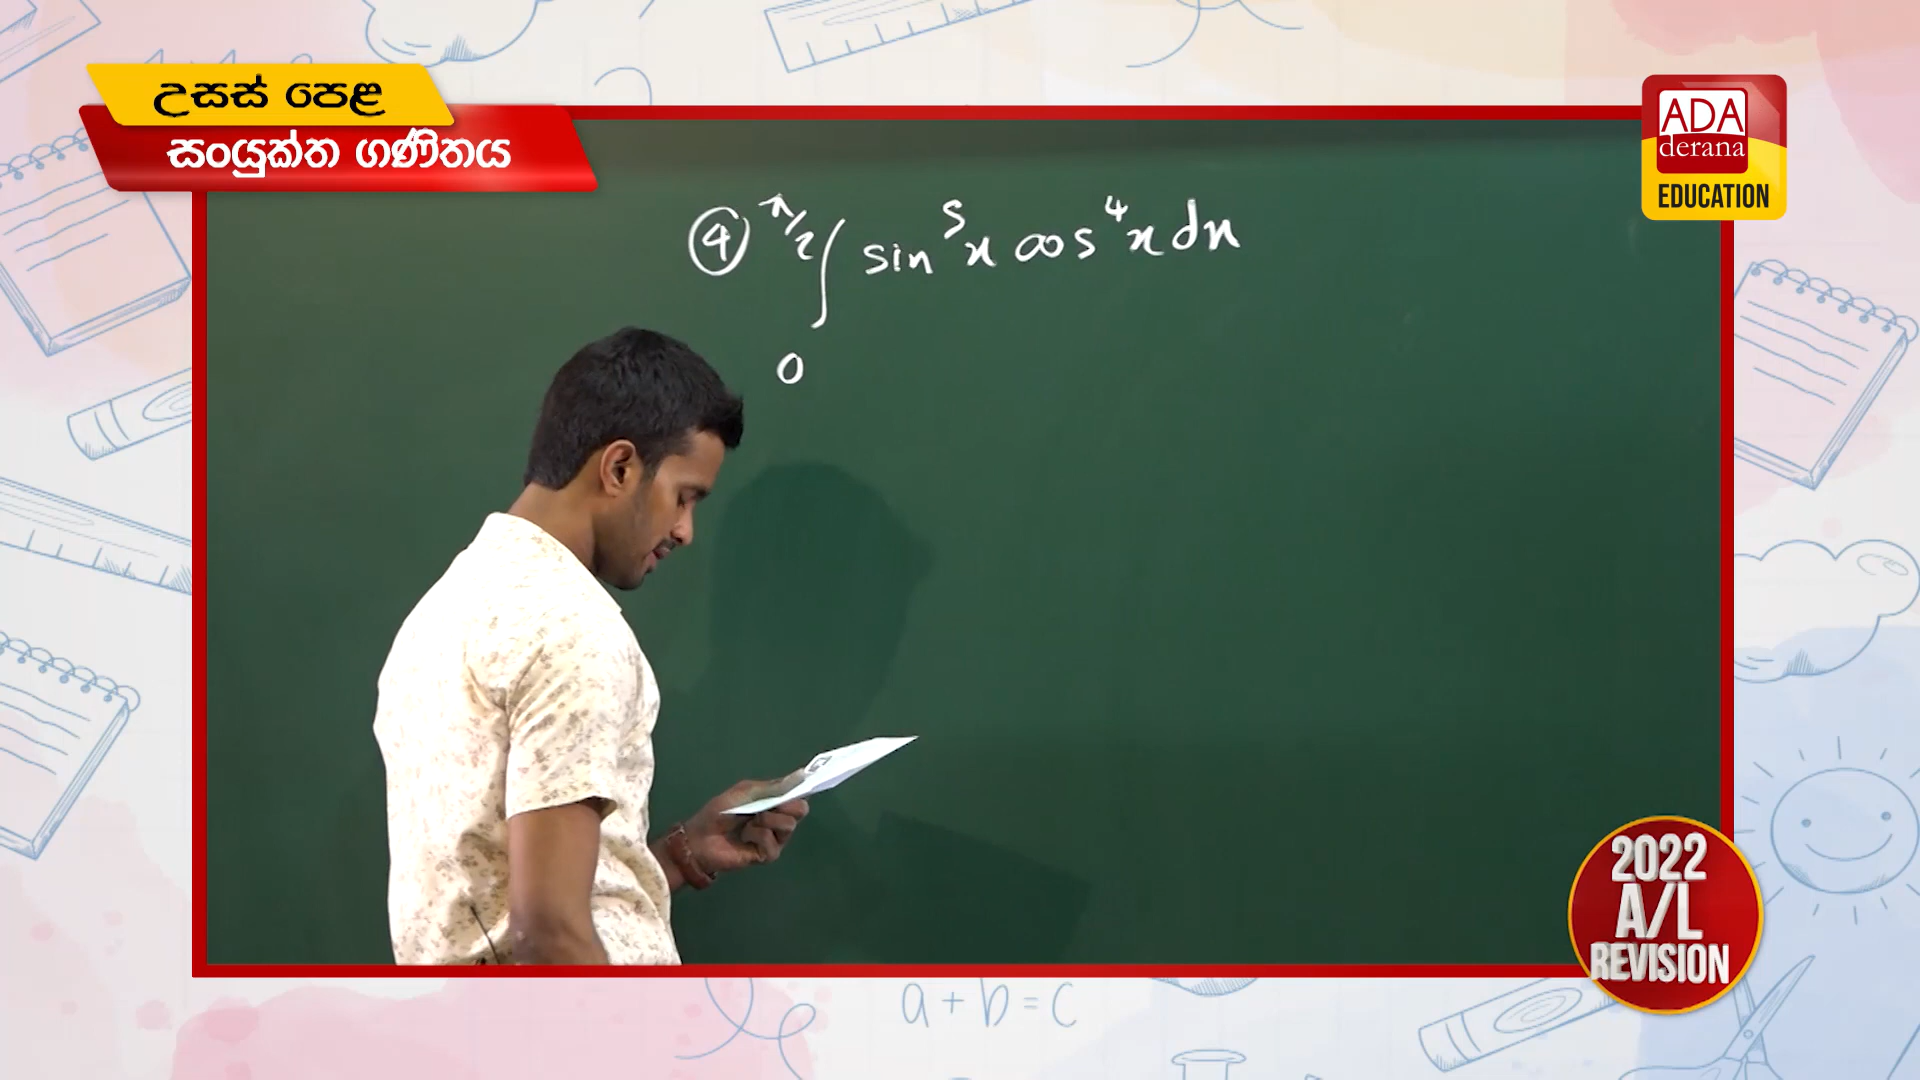 උසස් පෙළ
සංයුක්ත ගණිතය
ADA
derana
EDUCATION
④ π/2 ∫ 0 sin⁵x cos⁴x dx
2022
A/L
REVISION
a + b = c